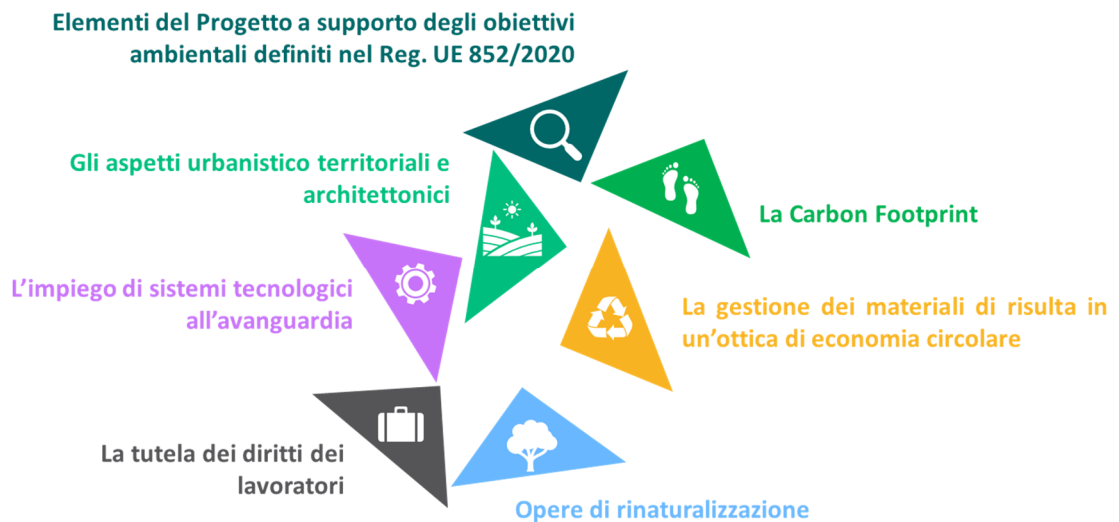 Elementi del Progetto a supporto degli obiettivi
ambientali definiti nel Reg. UE 852/2020
Gli aspetti urbanistico territoriali e
architettonici
La Carbon Footprint
L’impiego di sistemi tecnologici
all’avanguardia
La gestione dei materiali di risulta in
un’ottica di economia circolare
La tutela dei diritti dei
lavoratori
Opere di rinaturalizzazione